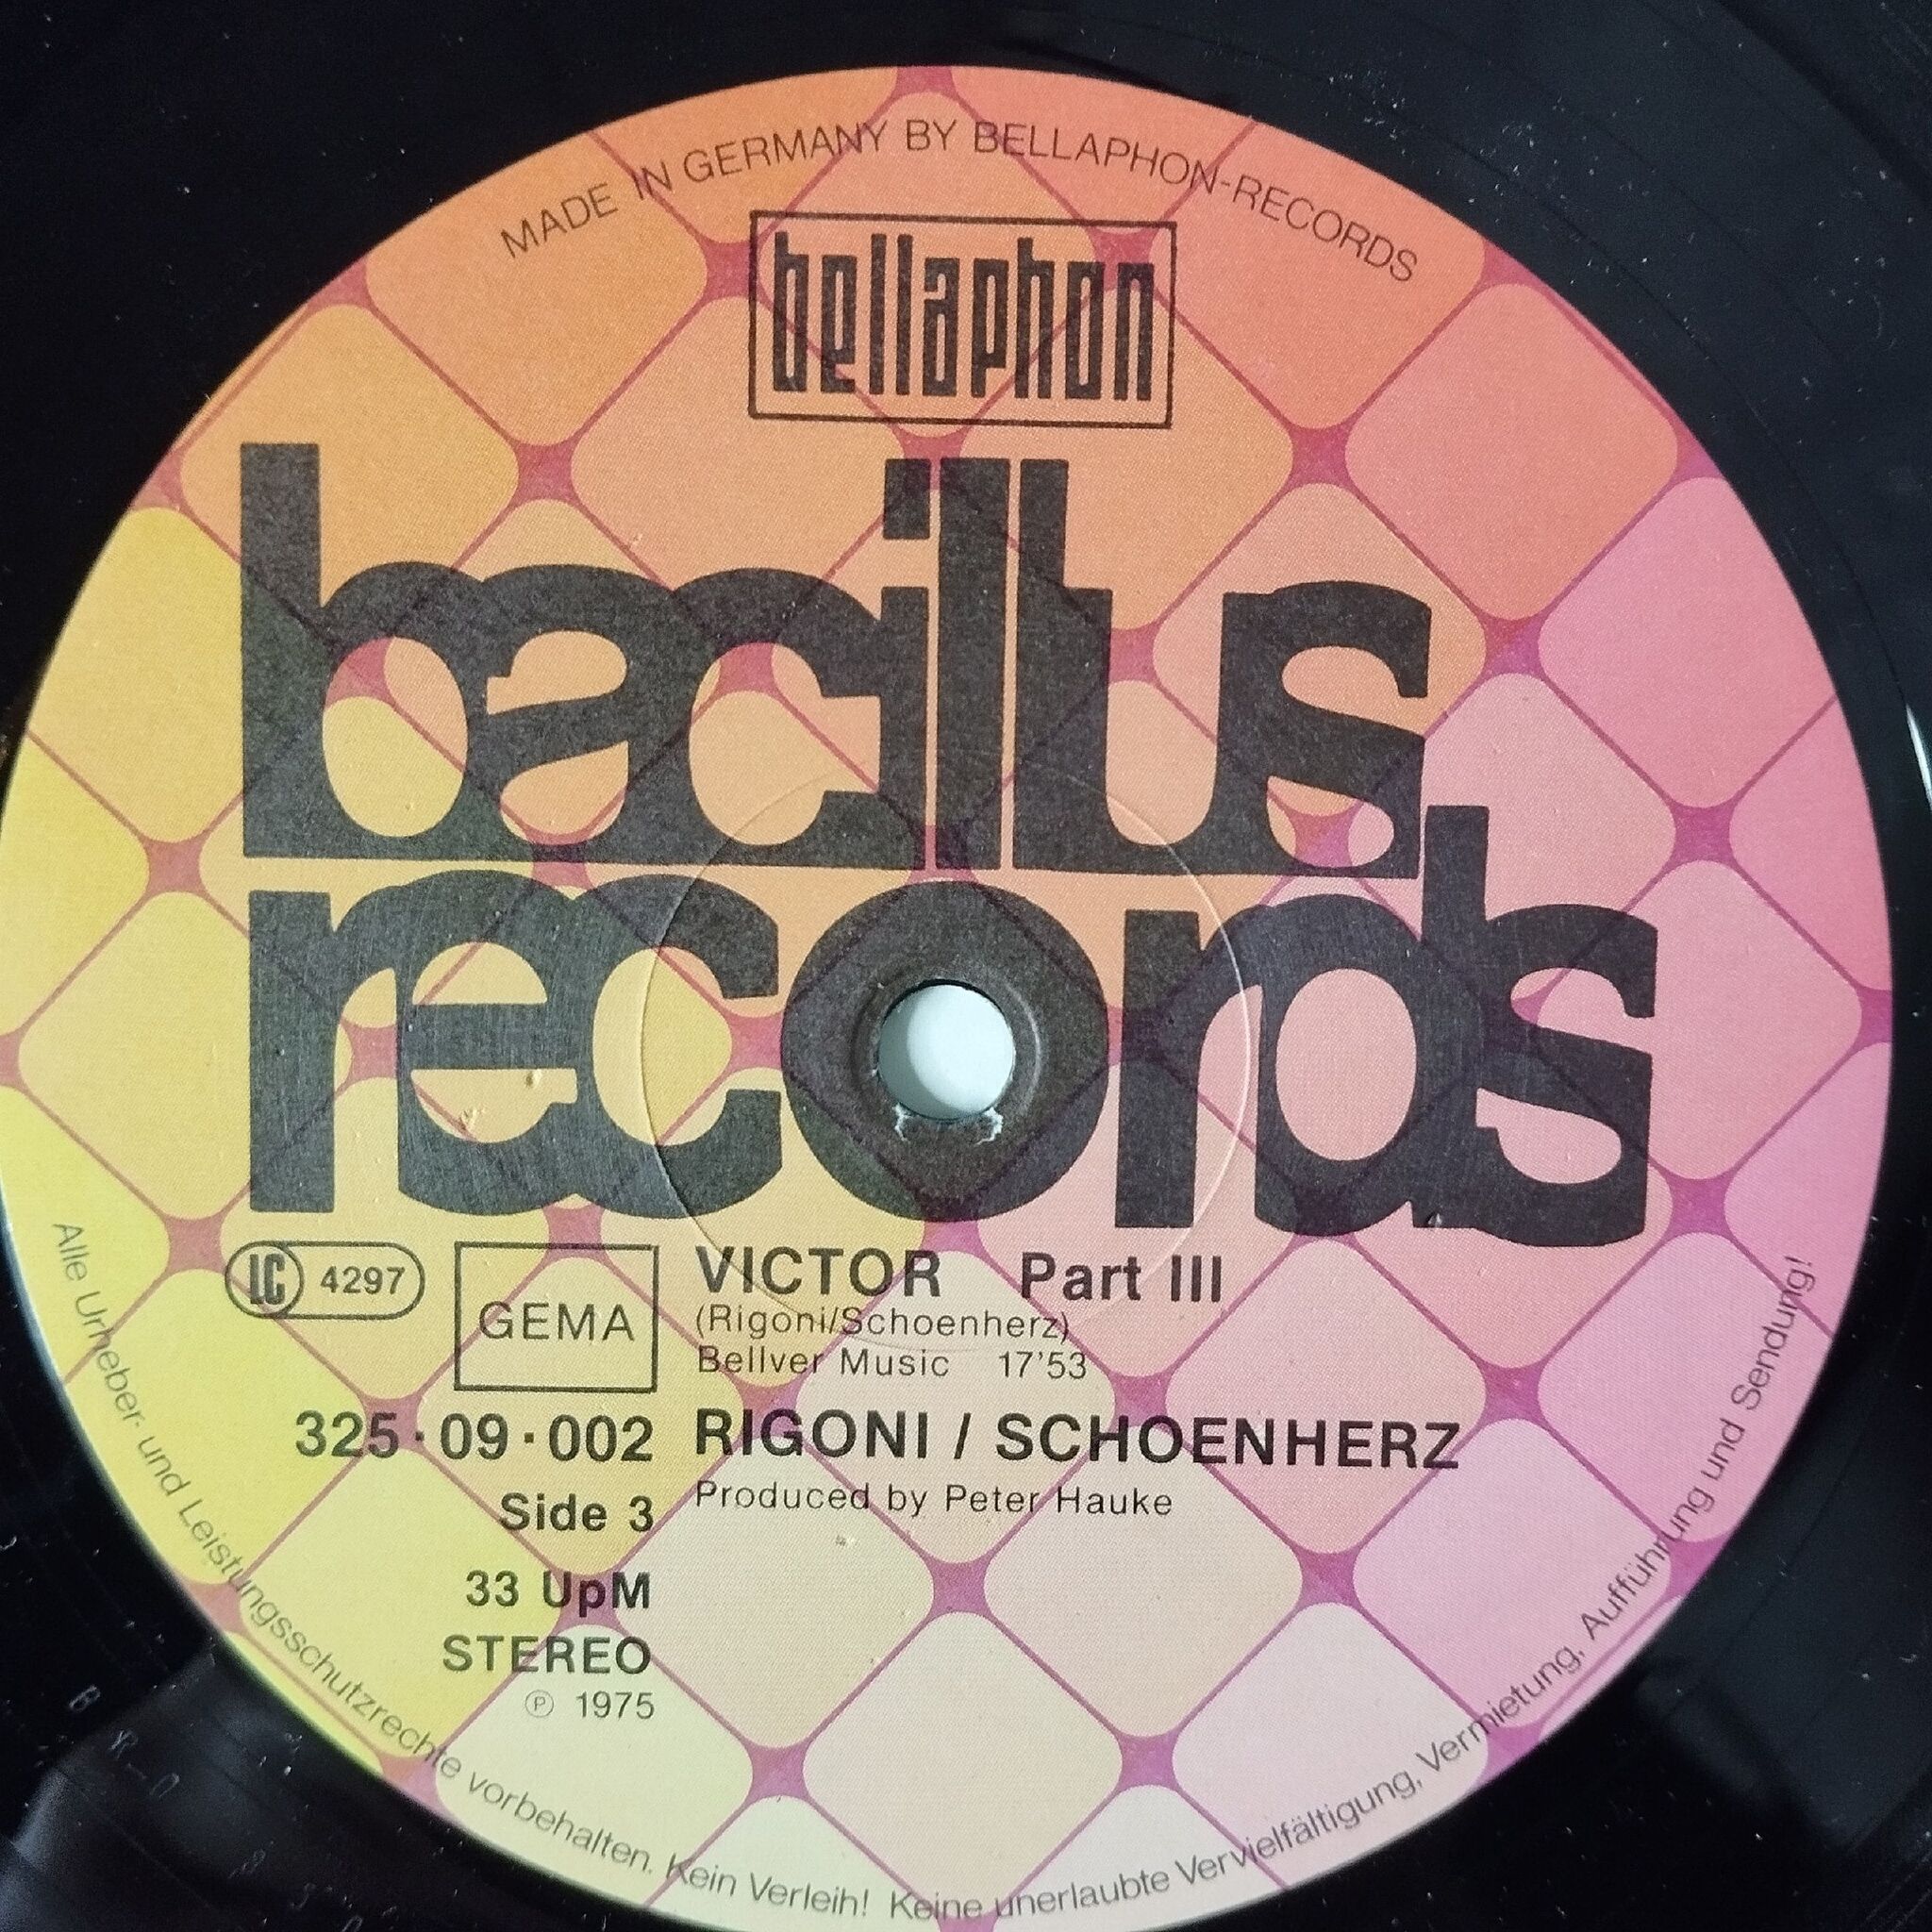 MADE IN GERMANY BY BELLAPHON-RECORDS
bellaphon
bacillus
records
LC 4297
GEMA
VICTOR Part III
(Rigoni/Schoenherz)
Bellver Music 17'53
325·09·002 RIGONI / SCHOENHERZ
Side 3 Produced by Peter Hauke
33 UpM
STEREO
℗ 1975
Alle Urheber- und Leistungsschutzrechte vorbehalten. Kein Verleih! Keine unerlaubte Vervielfältigung, Vermietung, Aufführung und Sendung!